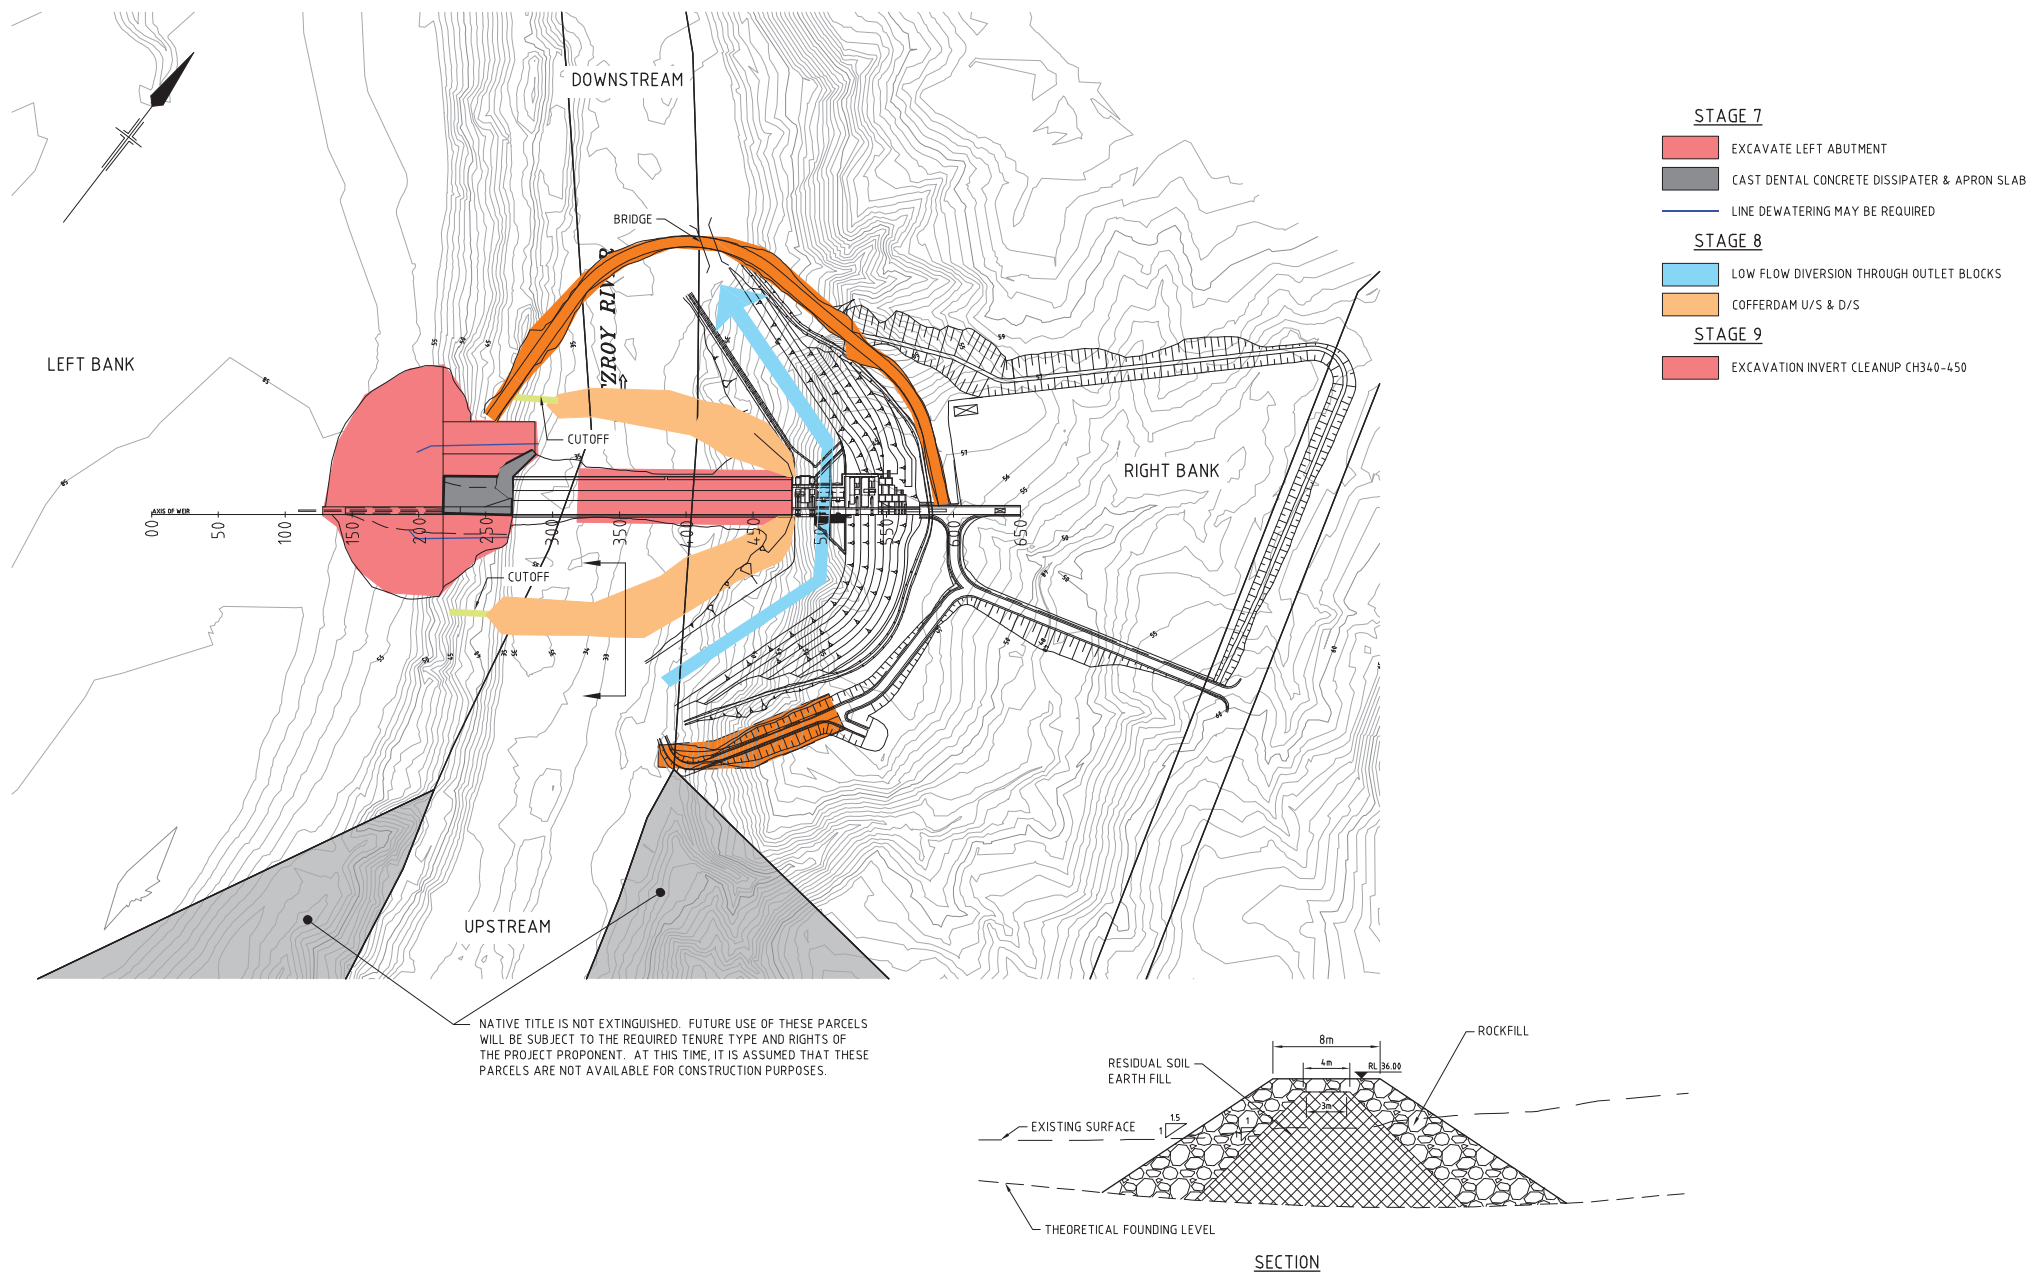 DOWNSTREAM
BRIDGE
LEFT BANK
CUTOFF
RIGHT BANK
AXIS OF WEIR
00
50
100
150
200
250
300
350
400
450
500
550
600
650
CUTOFF
UPSTREAM
NATIVE TITLE IS NOT EXTINGUISHED. FUTURE USE OF THESE PARCELS
WILL BE SUBJECT TO THE REQUIRED TENURE TYPE AND RIGHTS OF
THE PROJECT PROPONENT. AT THIS TIME, IT IS ASSUMED THAT THESE
PARCELS ARE NOT AVAILABLE FOR CONSTRUCTION PURPOSES.
STAGE 7
EXCAVATE LEFT ABUTMENT
CAST DENTAL CONCRETE DISSIPATER & APRON SLAB
LINE DEWATERING MAY BE REQUIRED
STAGE 8
LOW FLOW DIVERSION THROUGH OUTLET BLOCKS
COFFERDAM U/S & D/S
STAGE 9
EXCAVATION INVERT CLEANUP CH340-450
ROCKFILL
8m
4m
RL 36.00
RESIDUAL SOIL
EARTH FILL
3m
1.5
1
1
EXISTING SURFACE
THEORETICAL FOUNDING LEVEL
SECTION